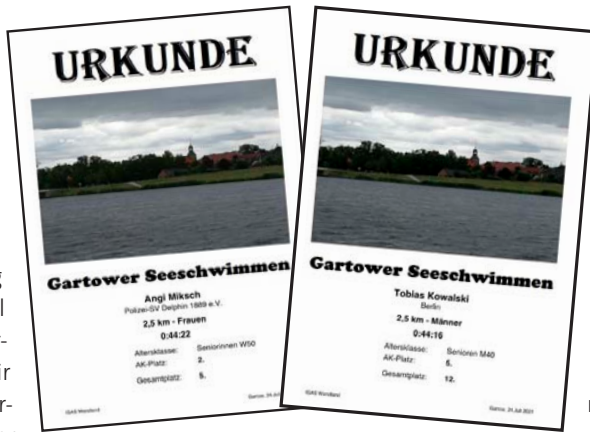 URKUNDE
Gartower Seeschwimmen
Angi Miksch
Polizei-SV Delphin 1889 e.V.
2,5 km - Frauen
0:44:22
Altersklasse: Seniorinnen W50
AK-Platz: 2.
Gesamtplatz: 5.
URKUNDE
Gartower Seeschwimmen
Tobias Kowalski
Berlin
2,5 km - Männer
0:44:16
Altersklasse: Senioren M40
AK-Platz: 5.
Gesamtplatz: 12.
Gartow, 24.Juli 2021